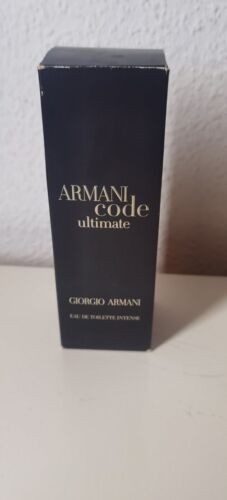 ARMANI
code
ultimate
GIORGIO ARMANI
EAU DE TOILETTE INTENSE